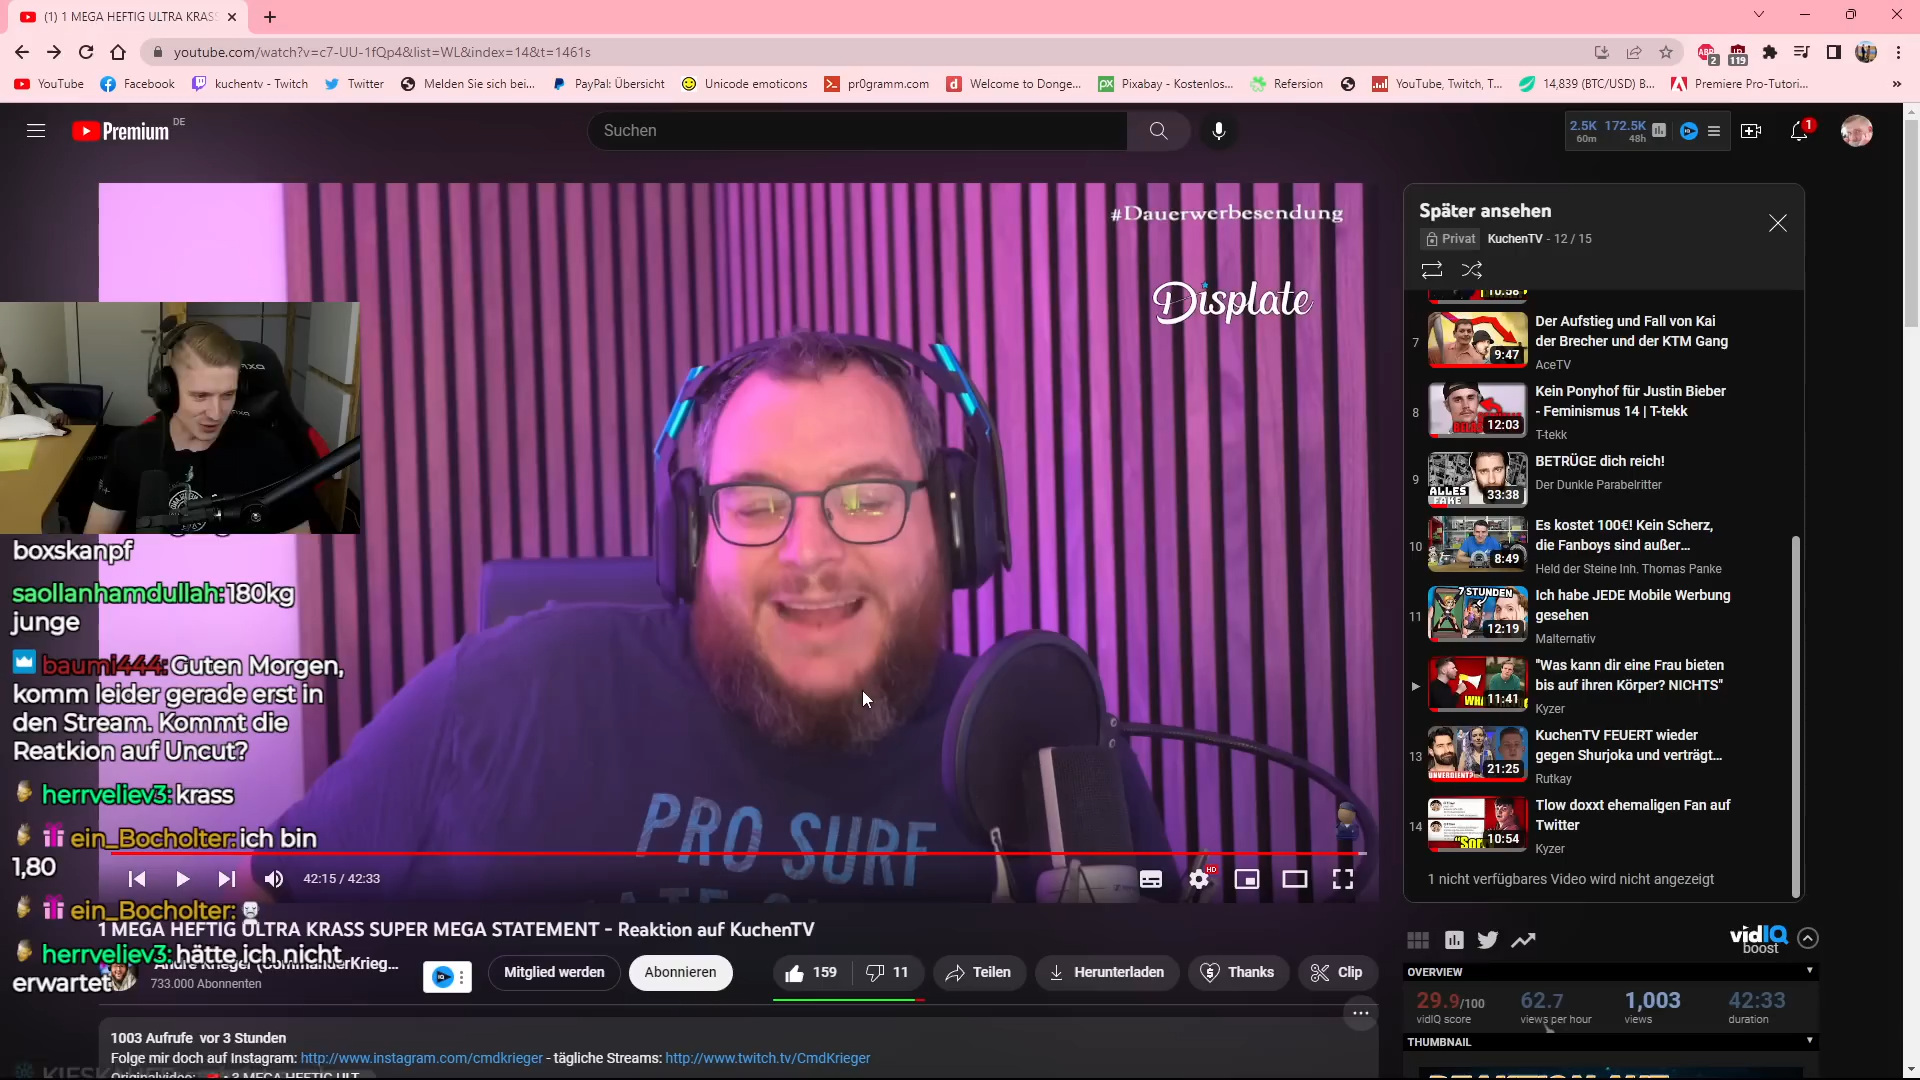 (1) 1 MEGA HEFTIG ULTRA KRASS
youtube.com/watch?v=c7-UU-1fQp4&list=WL&index=14&t=1461s
2
119
YouTube
Facebook
kuchentv - Twitch
Twitter
Melden Sie sich bei...
PayPal: Übersicht
Unicode emoticons
pr0gramm.com
Welcome to Donge...
Pixabay - Kostenlos...
Refersion
YouTube, Twitch, T...
14,839 (BTC/USD) B...
Premiere Pro-Tutori...
Premium
DE
Suchen
2.5K
60m
172.5K
48h
1
#Dauerwerbesendung
Displate
PRO SURF
boxskanpf
saollanhamdullah: 180kg
junge
baumi444: Guten Morgen,
komm leider gerade erst in
den Stream. Kommt die
Reatkion auf Uncut?
herrveliev3: krass
ein_Bocholter: ich bin
1,80
ein_Bocholter:
herrveliev3: hätte ich nicht
erwartet
42:15 / 42:33
HD
1 MEGA HEFTIG ULTRA KRASS SUPER MEGA STATEMENT - Reaktion auf KuchenTV
André Krieger (CommanderKrieg...
733.000 Abonnenten
Mitglied werden
Abonnieren
159
11
Teilen
Herunterladen
Thanks
Clip
1003 Aufrufe vor 3 Stunden
Folge mir doch auf Instagram: http://www.instagram.com/cmdkrieger - tägliche Streams: http://www.twitch.tv/CmdKrieger
Später ansehen
Privat
KuchenTV - 12 / 15
10:58
7
9:47
Der Aufstieg und Fall von Kai
der Brecher und der KTM Gang
AceTV
8
12:03
Kein Ponyhof für Justin Bieber
- Feminismus 14 | T-tekk
T-tekk
9
ALLES
FAKE
33:38
BETRÜGE dich reich!
Der Dunkle Parabelritter
10
8:49
Es kostet 100€! Kein Scherz,
die Fanboys sind außer...
Held der Steine Inh. Thomas Panke
11
7 STUNDEN
12:19
Ich habe JEDE Mobile Werbung
gesehen
Malternativ
11:41
"Was kann dir eine Frau bieten
bis auf ihren Körper? NICHTS"
Kyzer
13
21:25
KuchenTV FEUERT wieder
gegen Shurjoka und verträgt...
Rutkay
14
10:54
Tlow doxxt ehemaligen Fan auf
Twitter
Kyzer
1 nicht verfügbares Video wird nicht angezeigt
vidIQ
boost
OVERVIEW
29.9/100
vidIQ score
62.7
views per hour
1,003
views
42:33
duration
THUMBNAIL